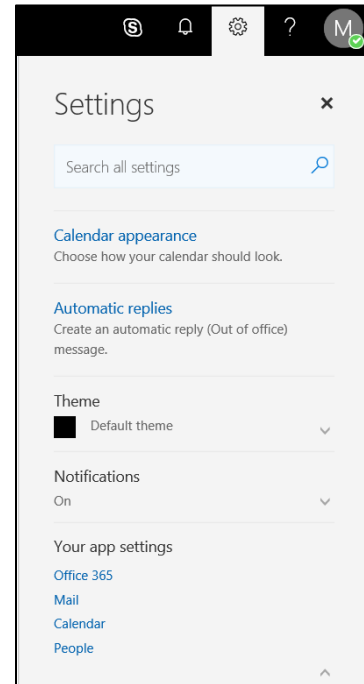 S
?
M
Settings
Search all settings
Calendar appearance
Choose how your calendar should look.
Automatic replies
Create an automatic reply (Out of office)
message.
Theme
Default theme
Notifications
On
Your app settings
Office 365
Mail
Calendar
People